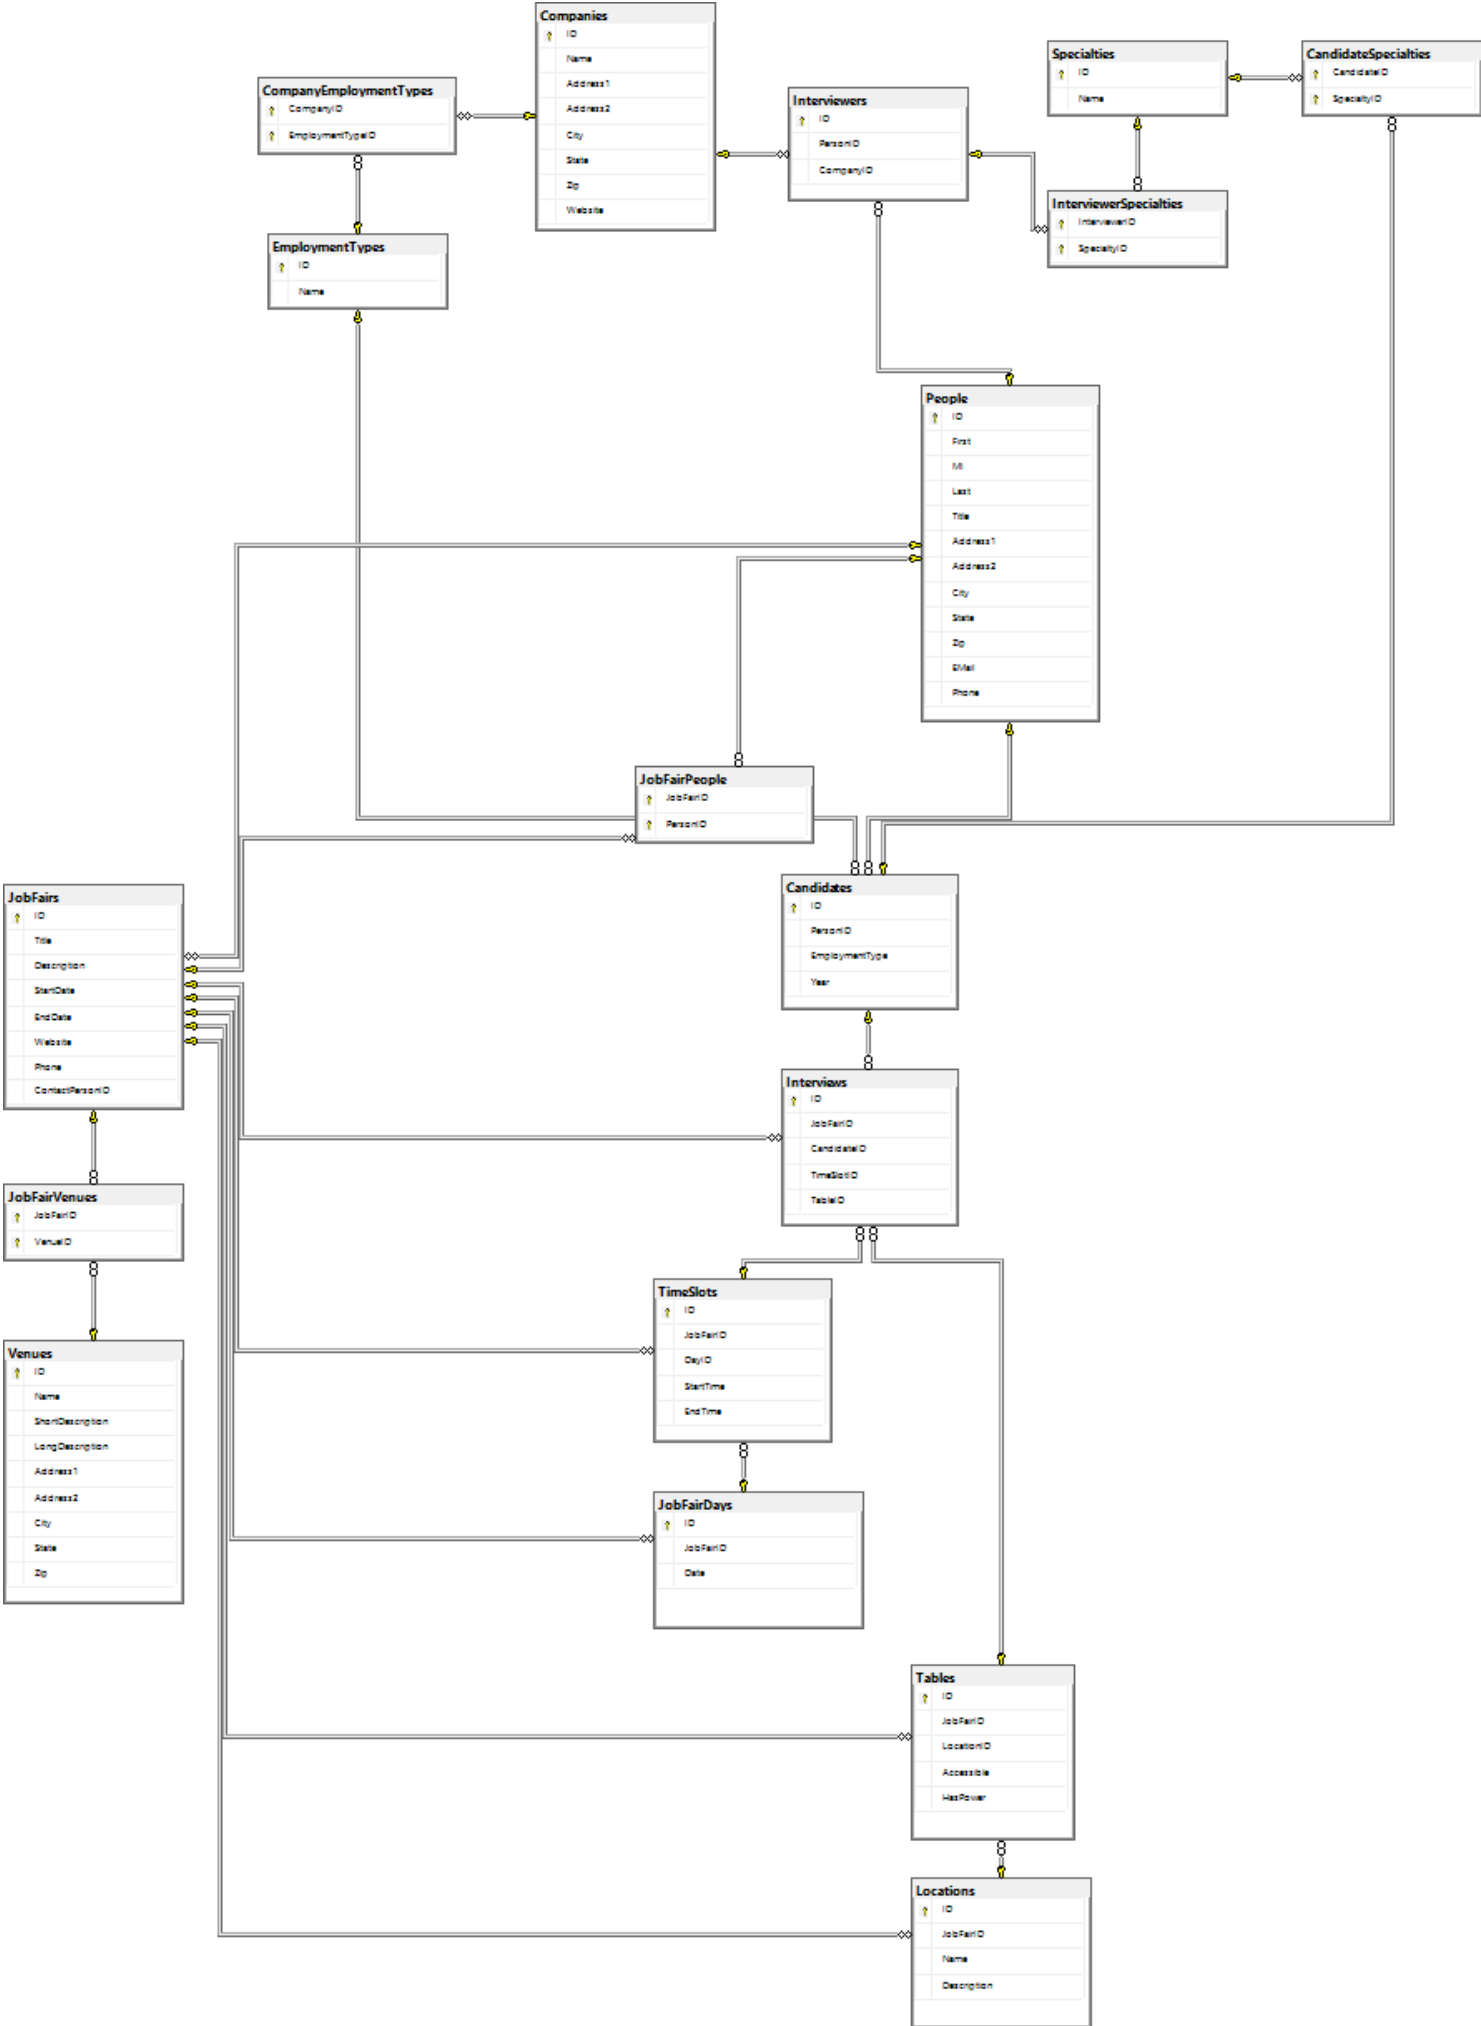 Companies
ID
Name
Address1
Address2
City
State
Zip
Website
CompanyEmploymentTypes
CompanyID
EmploymentTypeID
EmploymentTypes
ID
Name
Interviewers
ID
PersonID
CompanyID
Specialties
ID
Name
CandidateSpecialties
CandidateID
SpecialtyID
InterviewerSpecialties
InterviewerID
SpecialtyID
People
ID
First
MI
Last
Title
Address1
Address2
City
State
Zip
EMail
Phone
JobFairPeople
JobFairID
PersonID
JobFairs
ID
Title
Description
StartDate
EndDate
Website
Phone
ContactPersonID
Candidates
ID
PersonID
EmploymentType
Year
Interviews
ID
JobFairID
CandidateID
TimeSlotID
TableID
JobFairVenues
JobFairID
VenueID
Venues
ID
Name
ShortDescription
LongDescription
Address1
Address2
City
State
Zip
TimeSlots
ID
JobFairID
DayID
StartTime
EndTime
JobFairDays
ID
JobFairID
Date
Tables
ID
JobFairID
LocationID
Accessible
HasPower
Locations
ID
JobFairID
Name
Description